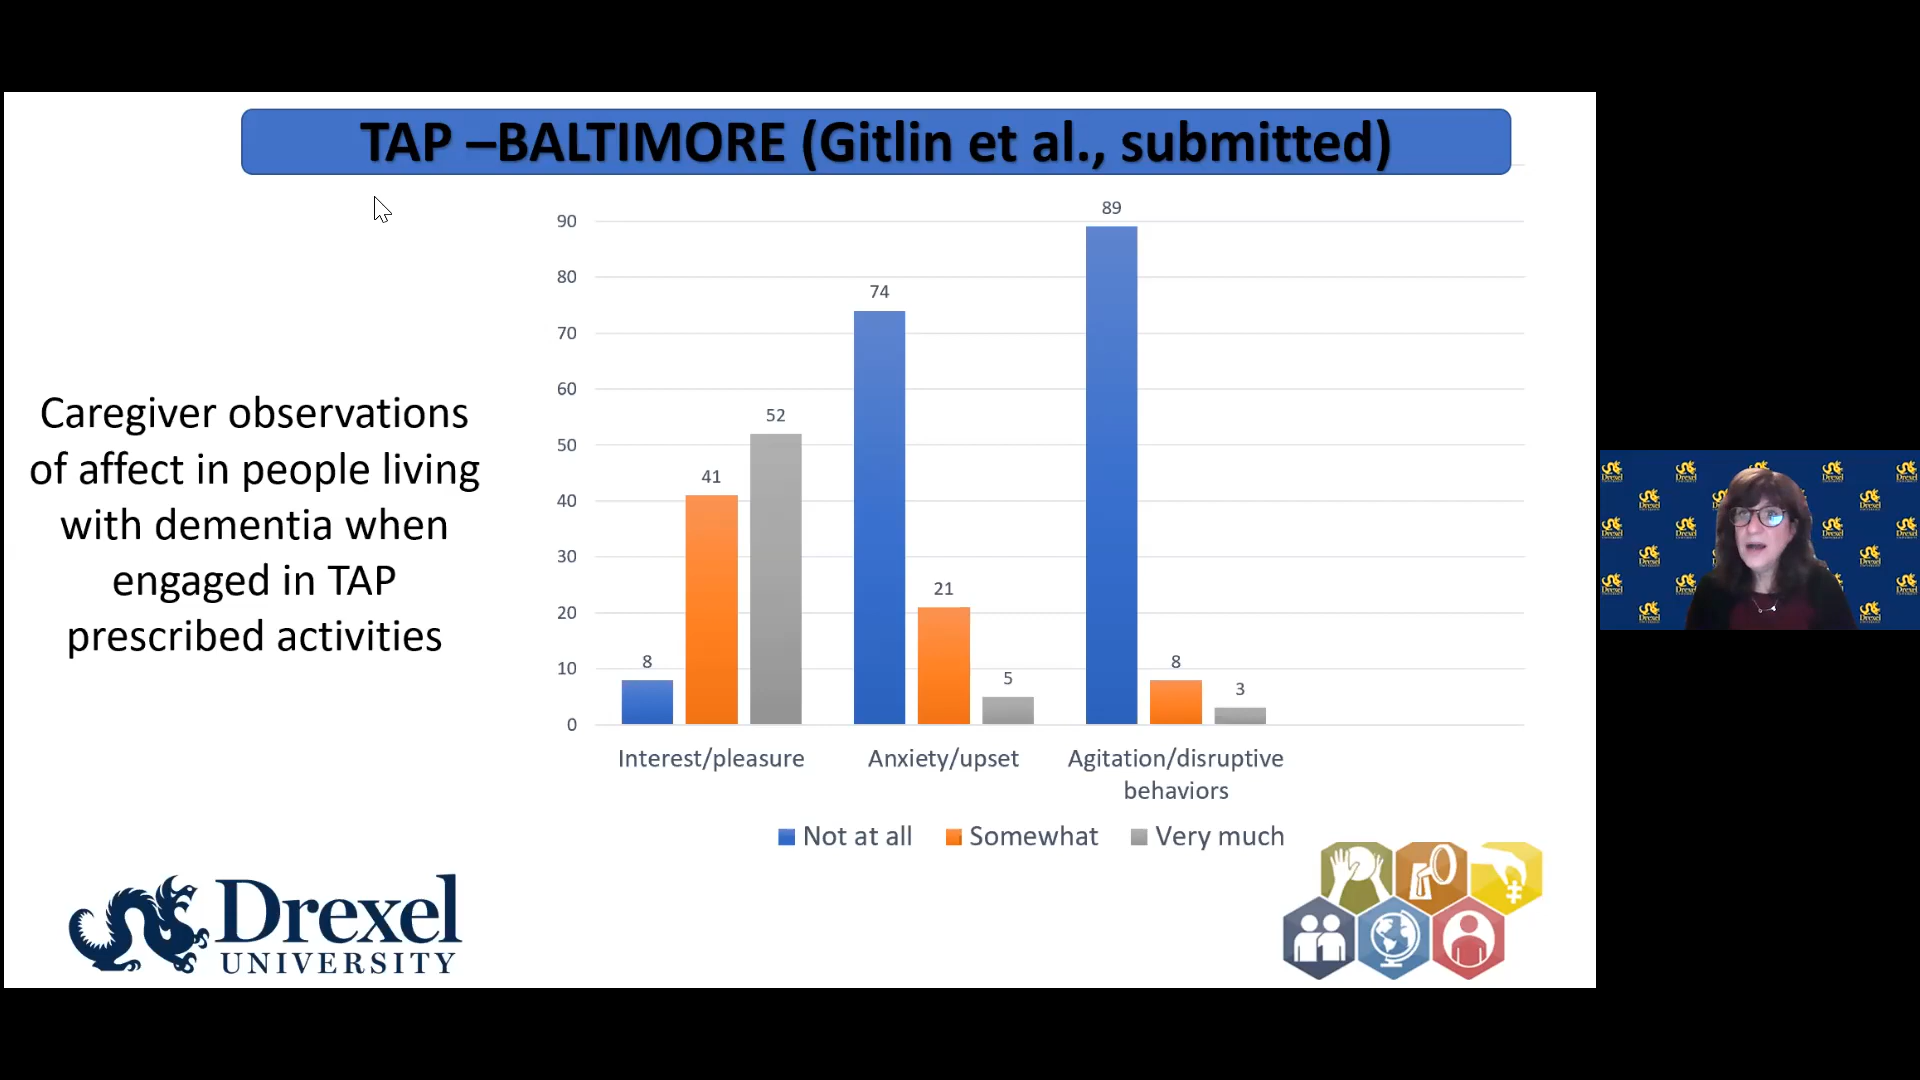 TAP –BALTIMORE (Gitlin et al., submitted)
Caregiver observations
of affect in people living
with dementia when
engaged in TAP
prescribed activities
90
80
70
60
50
40
30
20
10
0
8
41
52
74
21
5
89
8
3
Interest/pleasure
Anxiety/upset
Agitation/disruptive
behaviors
Not at all
Somewhat
Very much
Drexel
UNIVERSITY